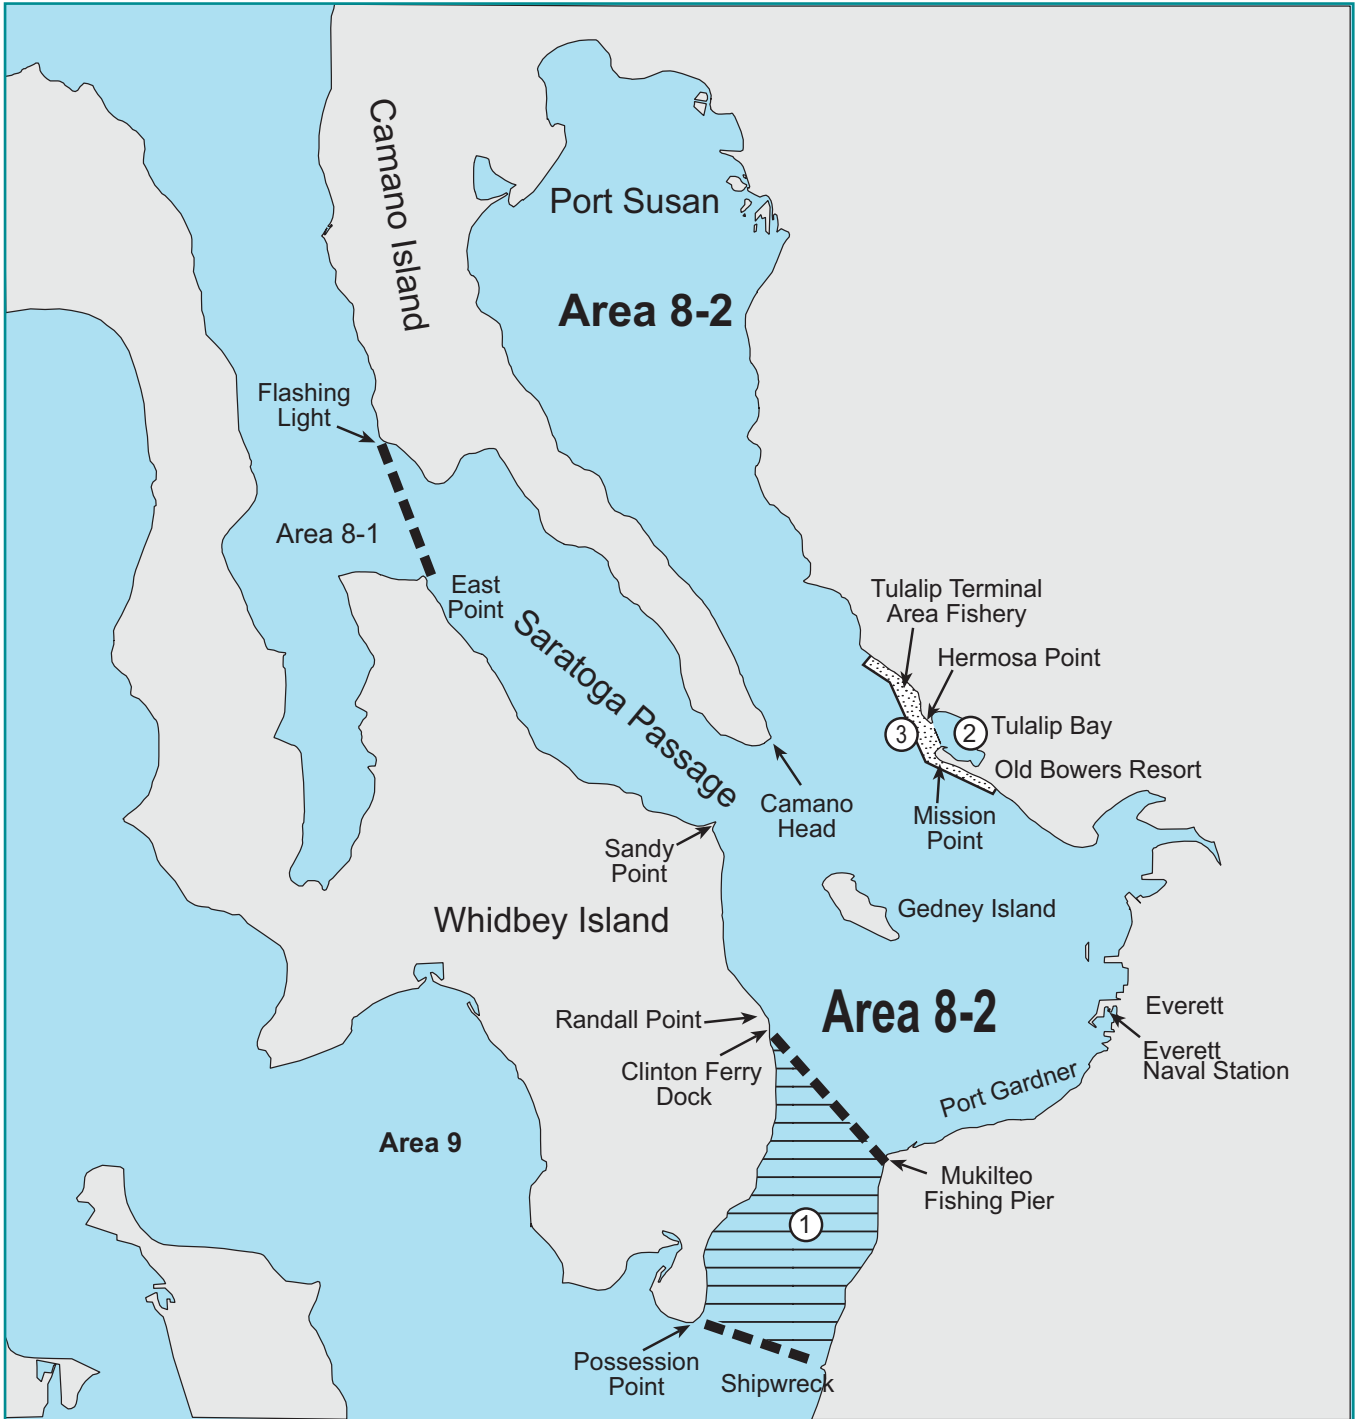 Camano Island
Port Susan
Area 8-2
Flashing
Light
Area 8-1
East
Point
Saratoga Passage
Tulalip Terminal
Area Fishery
Hermosa Point
3
2
Tulalip Bay
Old Bowers Resort
Camano
Head
Mission
Point
Sandy
Point
Gedney Island
Whidbey Island
Area 8-2
Randall Point
Everett
Clinton Ferry
Dock
Everett
Naval Station
Port Gardner
Area 9
Mukilteo
Fishing Pier
1
Possession
Point
Shipwreck